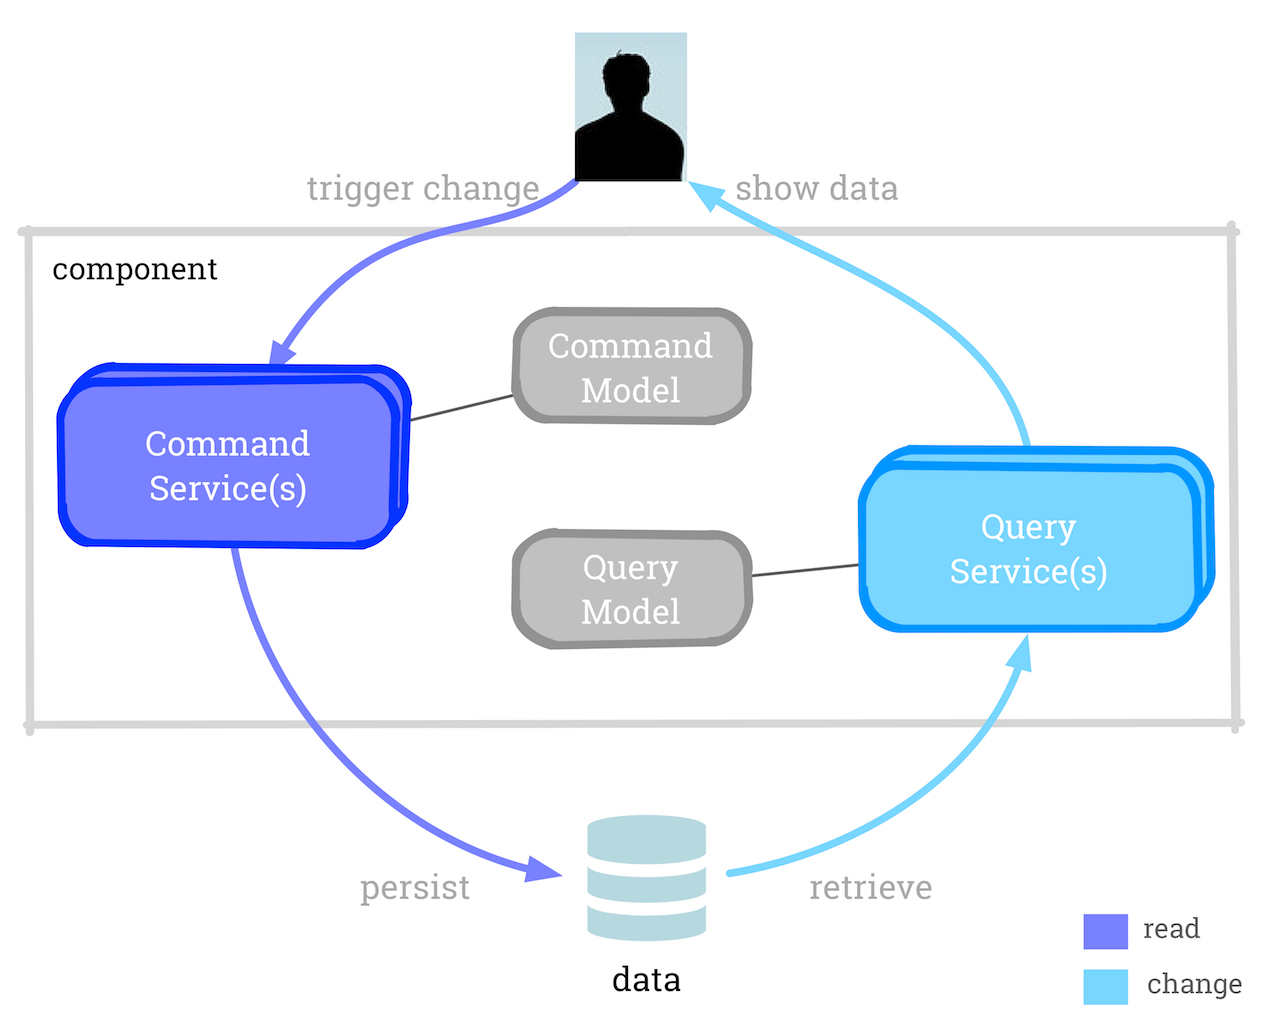 trigger change
show data
component
Command
Model
Command
Service(s)
Query
Service(s)
Query
Model
persist
retrieve
data
read
change